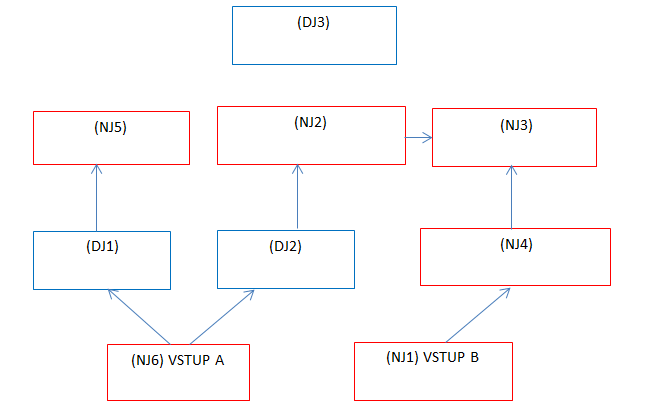 (DJ3)
(NJ5)
(NJ2)
(NJ3)
(DJ1)
(DJ2)
(NJ4)
(NJ6) VSTUP A
(NJ1) VSTUP B